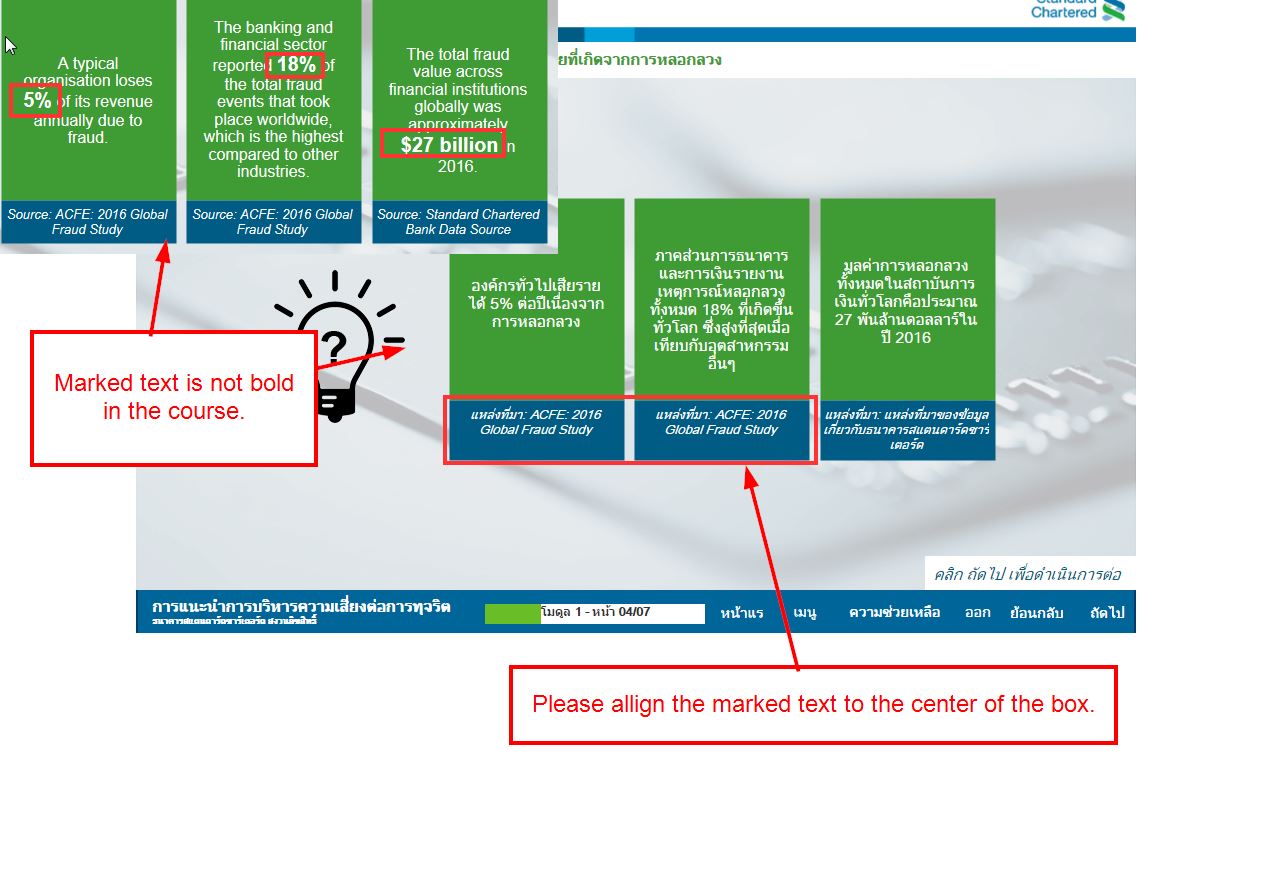 A typical
organisation loses
5% of its revenue
annually due to
fraud.
Source: ACFE: 2016 Global
Fraud Study
The banking and
financial sector
reported 18% of
the total fraud
events that took
place worldwide,
which is the highest
compared to other
industries.
Source: ACFE: 2016 Global
Fraud Study
The total fraud
value across
financial institutions
globally was
approximately
$27 billion in
2016.
Source: Standard Chartered
Bank Data Source
Standard
Chartered
ที่เกิดจากการหลอกลวง
องค์กรทั่วไปเสียราย
ได้ 5% ต่อปีเนื่องจาก
การหลอกลวง
แหล่งที่มา: ACFE: 2016
Global Fraud Study
ภาคส่วนการธนาคาร
และการเงินรายงาน
เหตุการณ์หลอกลวง
ทั้งหมด 18% ที่เกิดขึ้น
ทั่วโลก ซึ่งสูงที่สุดเมื่อ
เทียบกับอุตสาหกรรม
อื่นๆ
แหล่งที่มา: ACFE: 2016
Global Fraud Study
มูลค่าการหลอกลวง
ทั้งหมดในสถาบันการ
เงินทั่วโลกคือประมาณ
27 พันล้านดอลลาร์ใน
ปี 2016
แหล่งที่มา: แหล่งที่มาของข้อมูล
เกี่ยวกับธนาคารสแตนดาร์ดชาร์
เตอร์ด
?
Marked text is not bold
in the course.
คลิก ถัดไป เพื่อดำเนินการต่อ
การแนะนำการบริหารความเสี่ยงต่อการทุจริต
โมดูล 1 - หน้า 04/07
หน้าแรก
เมนู
ความช่วยเหลือ
ออก
ย้อนกลับ
ถัดไป
Please allign the marked text to the center of the box.